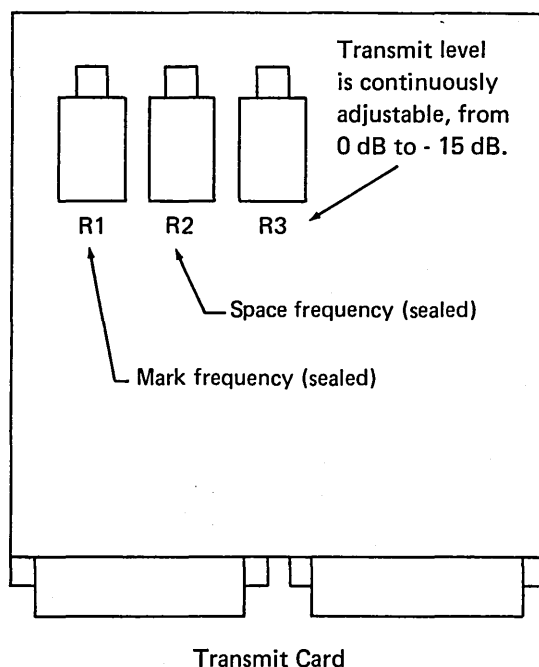 Transmit level
is continuously
adjustable, from
0 dB to - 15 dB.
R1 R2 R3
Space frequency (sealed)
Mark frequency (sealed)
Transmit Card